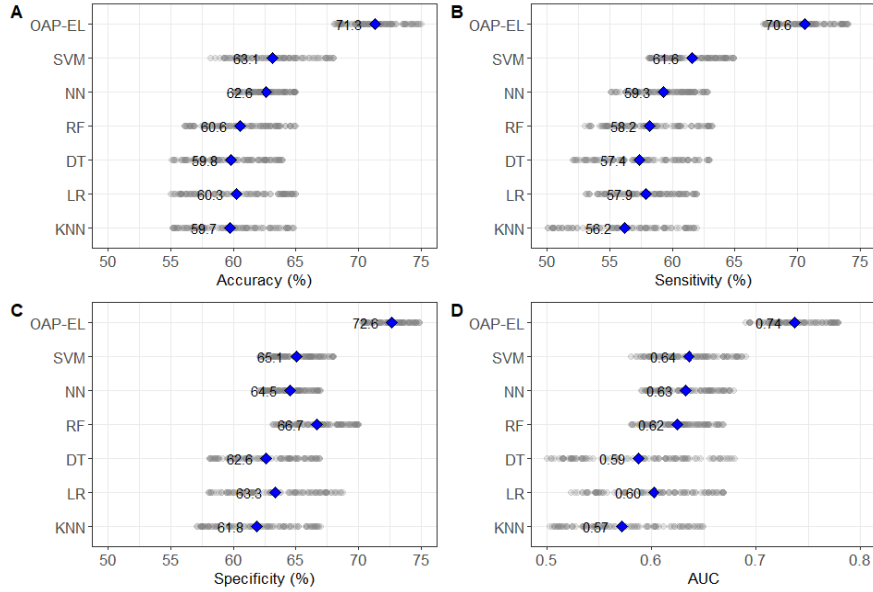 A
OAP-EL 71.3
SVM 63.1
NN 62.6
RF 60.6
DT 59.8
LR 60.3
KNN 59.7
50 55 60 65 70 75
Accuracy (%)
B
OAP-EL 70.6
SVM 61.6
NN 59.3
RF 58.2
DT 57.4
LR 57.9
KNN 56.2
50 55 60 65 70 75
Sensitivity (%)
C
OAP-EL 72.6
SVM 65.1
NN 64.5
RF 66.7
DT 62.6
LR 63.3
KNN 61.8
50 55 60 65 70 75
Specificity (%)
D
OAP-EL 0.74
SVM 0.64
NN 0.63
RF 0.62
DT 0.59
LR 0.60
KNN 0.57
0.5 0.6 0.7 0.8
AUC